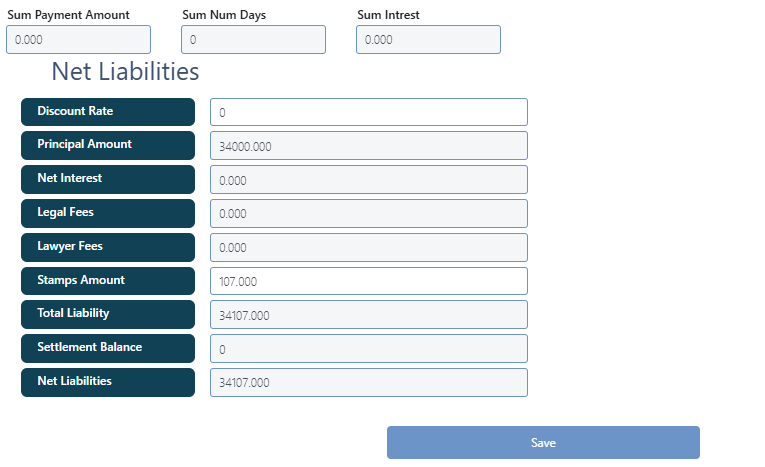 Sum Payment Amount Sum Num Days Sum Intrest
0.000 0 0.000
Net Liabilities
Discount Rate 0
Principal Amount 34000.000
Net Interest 0.000
Legal Fees 0.000
Lawyer Fees 0.000
Stamps Amount 107.000
Total Liability 34107.000
Settlement Balance 0
Net Liabilities 34107.000
Save